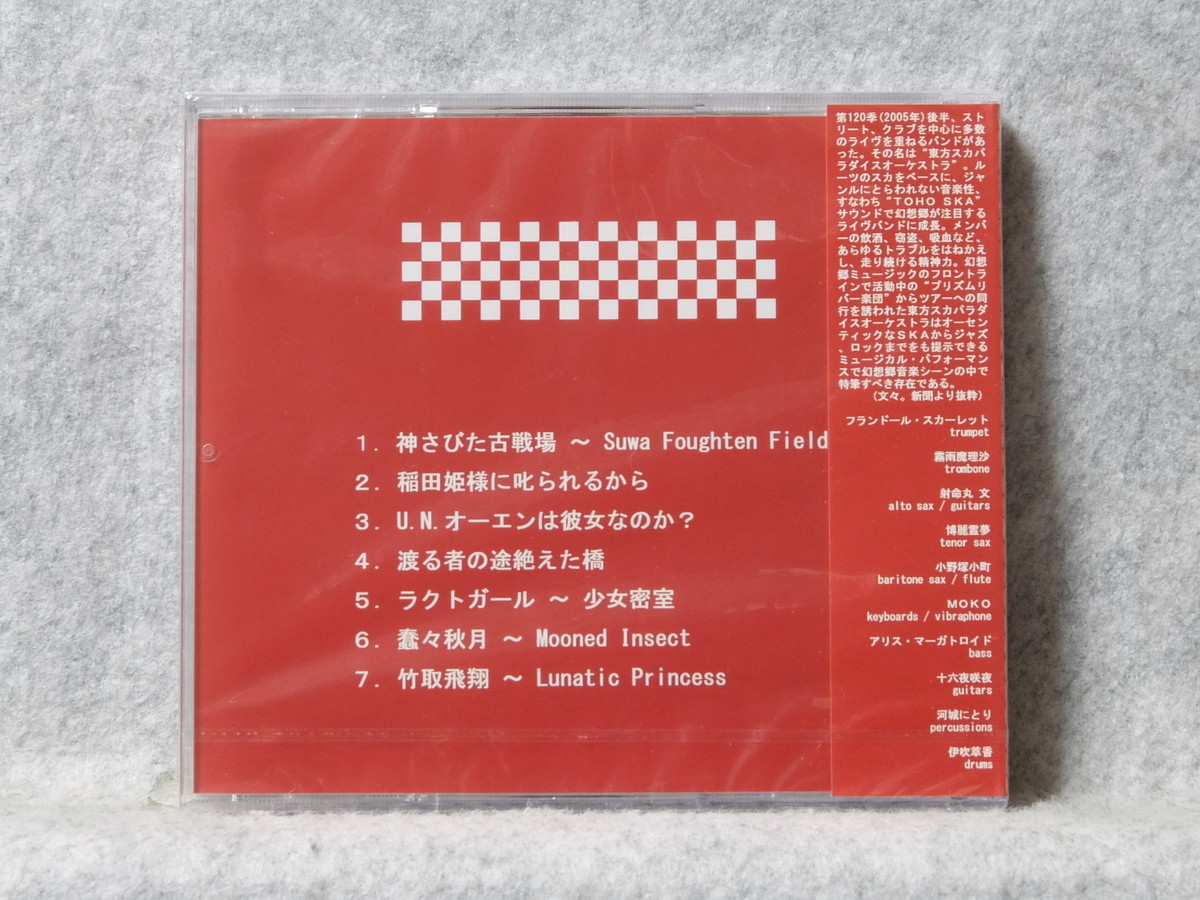 1. 神さびた古戦場 ～ Suwa Foughten Field
2. 稲田姫様に叱られるから
3. U.N.オーエンは彼女なのか？
4. 渡る者の途絶えた橋
5. ラクトガール ～ 少女密室
6. 蠢々秋月 ～ Mooned Insect
7. 竹取飛翔 ～ Lunatic Princess
第120季(2005年)後半、スト
リート、クラブを中心に多数
のライヴを重ねるバンドがあ
った。その名は“東方スカパ
ラダイスオーケストラ”。ル
ーツのスカをベースに、ジャ
ンルにとらわれない音楽性、
すなわち“TOHO SKA”
サウンドで幻想郷が注目する
ライヴバンドに成長。メンバ
ーの飲酒、窃盗、吸血など、
あらゆるトラブルをはねかえ
し、走り続ける精神力。幻想
郷ミュージックのフロントラ
インで活動中の“プリズムリ
バー楽団”からツアーへの同
行を誘われた東方スカパラダ
イスオーケストラはオーセン
ティックなSKAからジャズ
、ロックまでをも提示できる
ミュージカル・パフォーマン
スで幻想郷音楽シーンの中で
特筆すべき存在である。
(文々。新聞より抜粋)
フランドール・スカーレット
trumpet
霧雨魔理沙
trombone
射命丸 文
alto sax / guitars
博麗霊夢
tenor sax
小野塚小町
baritone sax / flute
MOKO
keyboards / vibraphone
アリス・マーガトロイド
bass
十六夜咲夜
guitars
河城にとり
percussions
伊吹萃香
drums